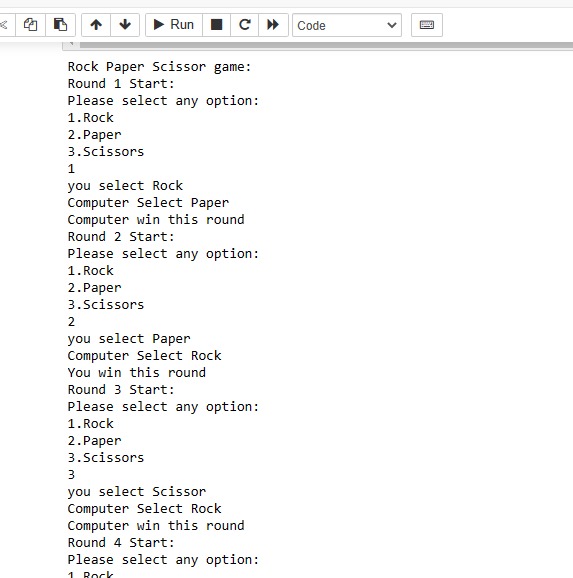 Run
Code
Rock Paper Scissor game:
Round 1 Start:
Please select any option:
1.Rock
2.Paper
3.Scissors
1
you select Rock
Computer Select Paper
Computer win this round
Round 2 Start:
Please select any option:
1.Rock
2.Paper
3.Scissors
2
you select Paper
Computer Select Rock
You win this round
Round 3 Start:
Please select any option:
1.Rock
2.Paper
3.Scissors
3
you select Scissor
Computer Select Rock
Computer win this round
Round 4 Start:
Please select any option:
1.Rock